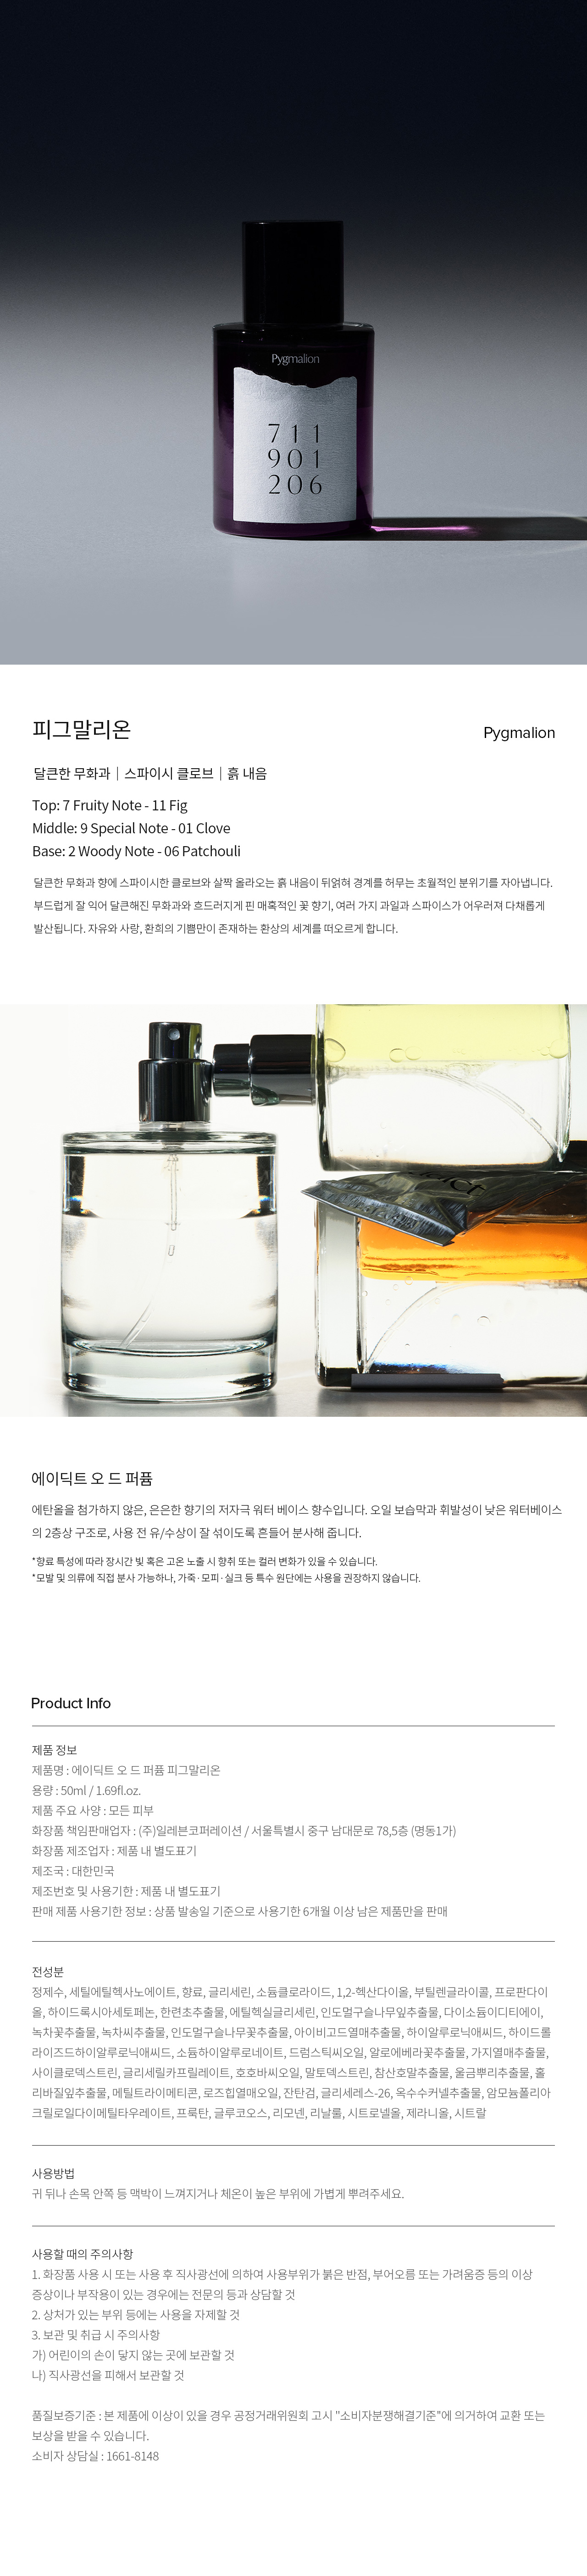 Pygmalion
7 1 1
9 0 1
2 0 6
피그말리온
Pygmalion
달큰한 무화과｜스파이시 클로브｜흙 내음
Top: 7 Fruity Note - 11 Fig
Middle: 9 Special Note - 01 Clove
Base: 2 Woody Note - 06 Patchouli
달큰한 무화과 향에 스파이시한 클로브와 살짝 올라오는 흙 내음이 뒤얽혀 경계를 허무는 초월적인 분위기를 자아냅니다.
부드럽게 잘 익어 달큰해진 무화과와 흐드러지게 핀 매혹적인 꽃 향기, 여러 가지 과일과 스파이스가 어우러져 다채롭게
발산됩니다. 자유와 사랑, 환희의 기쁨만이 존재하는 환상의 세계를 떠오르게 합니다.
에이딕트 오 드 퍼퓸
에탄올을 첨가하지 않은, 은은한 향기의 저자극 워터 베이스 향수입니다. 오일 보습막과 휘발성이 낮은 워터베이스
의 2층상 구조로, 사용 전 유/수상이 잘 섞이도록 흔들어 분사해 줍니다.
*향료 특성에 따라 장시간 빛 혹은 고온 노출 시 향취 또는 컬러 변화가 있을 수 있습니다.
*모발 및 의류에 직접 분사 가능하나, 가죽·모피·실크 등 특수 원단에는 사용을 권장하지 않습니다.
Product Info
제품 정보
제품명 : 에이딕트 오 드 퍼퓸 피그말리온
용량 : 50ml / 1.69fl.oz.
제품 주요 사양 : 모든 피부
화장품 책임판매업자 : (주)일레븐코퍼레이션 / 서울특별시 중구 남대문로 78,5층 (명동1가)
화장품 제조업자 : 제품 내 별도표기
제조국 : 대한민국
제조번호 및 사용기한 : 제품 내 별도표기
판매 제품 사용기한 정보 : 상품 발송일 기준으로 사용기한 6개월 이상 남은 제품만을 판매
전성분
정제수, 세틸에틸헥사노에이트, 향료, 글리세린, 소듐클로라이드, 1,2-헥산다이올, 부틸렌글라이콜, 프로판다이
올, 하이드록시아세토페논, 한련초추출물, 에틸헥실글리세린, 인도멀구슬나무잎추출물, 다이소듐이디티에이,
녹차꽃추출물, 녹차씨추출물, 인도멀구슬나무꽃추출물, 아이비고드열매추출물, 하이알루로닉애씨드, 하이드롤
라이즈드하이알루로닉애씨드, 소듐하이알루로네이트, 드럼스틱씨오일, 알로에베라꽃추출물, 가지열매추출물,
사이클로덱스트린, 글리세릴카프릴레이트, 호호바씨오일, 말토덱스트린, 참산호말추출물, 울금뿌리추출물, 홀
리바질잎추출물, 메틸트라이메티콘, 로즈힙열매오일, 잔탄검, 글리세레스-26, 옥수수커넬추출물, 암모늄폴리아
크릴로일다이메틸타우레이트, 프룩탄, 글루코오스, 리모넨, 리날룰, 시트로넬올, 제라니올, 시트랄
사용방법
귀 뒤나 손목 안쪽 등 맥박이 느껴지거나 체온이 높은 부위에 가볍게 뿌려주세요.
사용할 때의 주의사항
1. 화장품 사용 시 또는 사용 후 직사광선에 의하여 사용부위가 붉은 반점, 부어오름 또는 가려움증 등의 이상
증상이나 부작용이 있는 경우에는 전문의 등과 상담할 것
2. 상처가 있는 부위 등에는 사용을 자제할 것
3. 보관 및 취급 시 주의사항
가) 어린이의 손이 닿지 않는 곳에 보관할 것
나) 직사광선을 피해서 보관할 것
품질보증기준 : 본 제품에 이상이 있을 경우 공정거래위원회 고시 "소비자분쟁해결기준"에 의거하여 교환 또는
보상을 받을 수 있습니다.
소비자 상담실 : 1661-8148